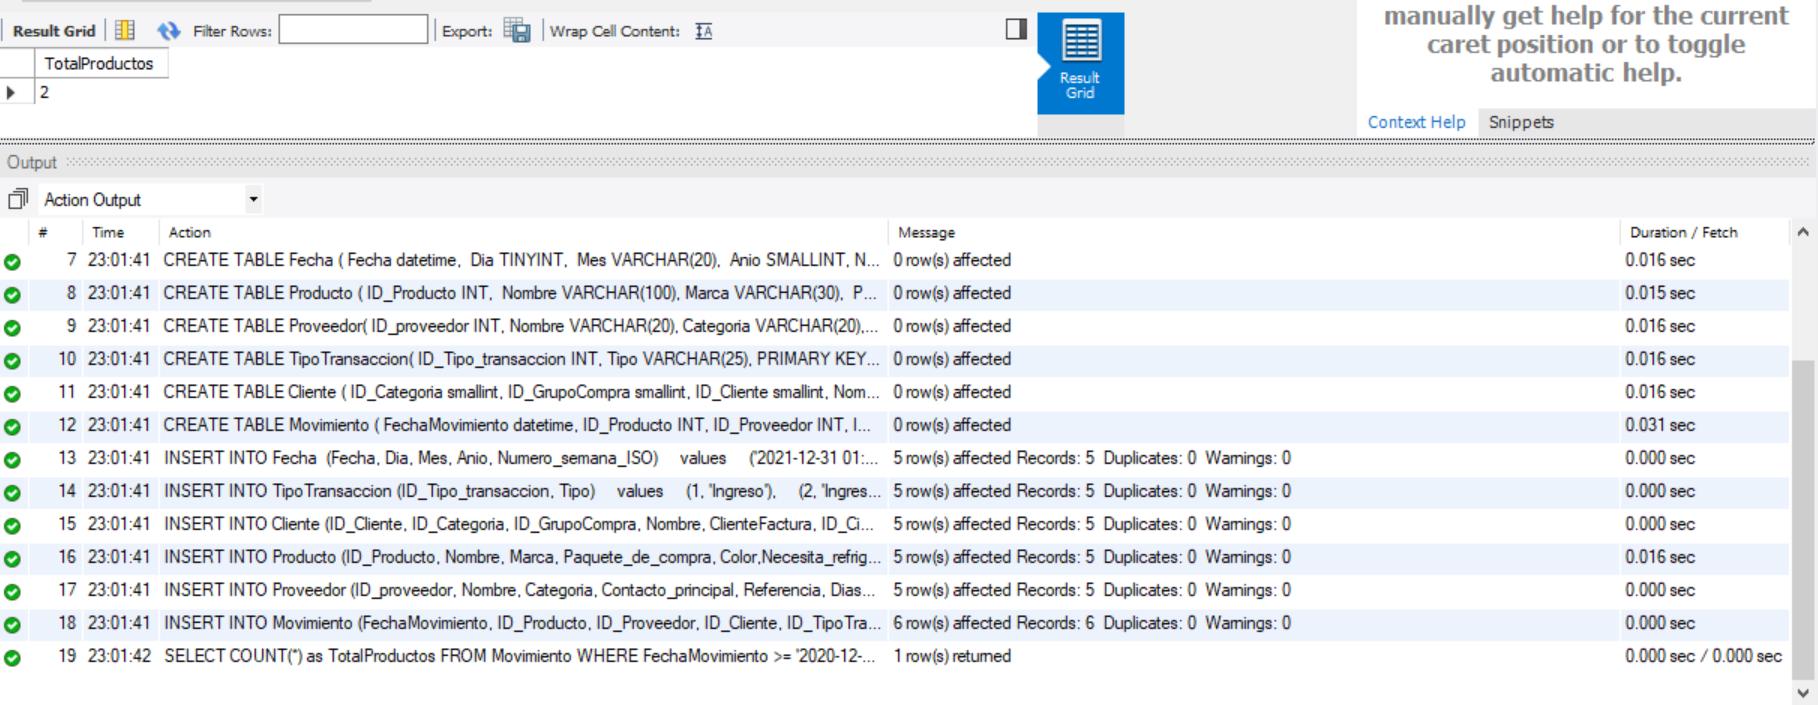 manually get help for the current
caret position or to toggle
automatic help.
Result Grid Filter Rows: Export: Wrap Cell Content: IA
TotalProductos
2
Result
Grid
Context Help Snippets
Output
Action Output
# Time Action Message Duration / Fetch
7 23:01:41 CREATE TABLE Fecha ( Fecha datetime, Dia TINYINT, Mes VARCHAR(20), Anio SMALLINT, N... 0 row(s) affected 0.016 sec
8 23:01:41 CREATE TABLE Producto ( ID_Producto INT, Nombre VARCHAR(100), Marca VARCHAR(30), P... 0 row(s) affected 0.015 sec
9 23:01:41 CREATE TABLE Proveedor( ID_proveedor INT, Nombre VARCHAR(20), Categoria VARCHAR(20),... 0 row(s) affected 0.016 sec
10 23:01:41 CREATE TABLE TipoTransaccion( ID_Tipo_transaccion INT, Tipo VARCHAR(25), PRIMARY KEY... 0 row(s) affected 0.016 sec
11 23:01:41 CREATE TABLE Cliente ( ID_Categoria smallint, ID_GrupoCompra smallint, ID_Cliente smallint, Nom... 0 row(s) affected 0.016 sec
12 23:01:41 CREATE TABLE Movimiento ( FechaMovimiento datetime, ID_Producto INT, ID_Proveedor INT, I... 0 row(s) affected 0.031 sec
13 23:01:41 INSERT INTO Fecha (Fecha, Dia, Mes, Anio, Numero_semana_ISO) values ('2021-12-31 01:... 5 row(s) affected Records: 5 Duplicates: 0 Warnings: 0 0.000 sec
14 23:01:41 INSERT INTO TipoTransaccion (ID_Tipo_transaccion, Tipo) values (1, 'Ingreso'), (2, 'Ingres... 5 row(s) affected Records: 5 Duplicates: 0 Warnings: 0 0.000 sec
15 23:01:41 INSERT INTO Cliente (ID_Cliente, ID_Categoria, ID_GrupoCompra, Nombre, ClienteFactura, ID_Ci... 5 row(s) affected Records: 5 Duplicates: 0 Warnings: 0 0.000 sec
16 23:01:41 INSERT INTO Producto (ID_Producto, Nombre, Marca, Paquete_de_compra, Color,Necesita_refrig... 5 row(s) affected Records: 5 Duplicates: 0 Warnings: 0 0.016 sec
17 23:01:41 INSERT INTO Proveedor (ID_proveedor, Nombre, Categoria, Contacto_principal, Referencia, Dias... 5 row(s) affected Records: 5 Duplicates: 0 Warnings: 0 0.000 sec
18 23:01:41 INSERT INTO Movimiento (FechaMovimiento, ID_Producto, ID_Proveedor, ID_Cliente, ID_TipoTra... 6 row(s) affected Records: 6 Duplicates: 0 Warnings: 0 0.000 sec
19 23:01:42 SELECT COUNT(*) as TotalProductos FROM Movimiento WHERE FechaMovimiento >= '2020-12-... 1 row(s) returned 0.000 sec / 0.000 sec